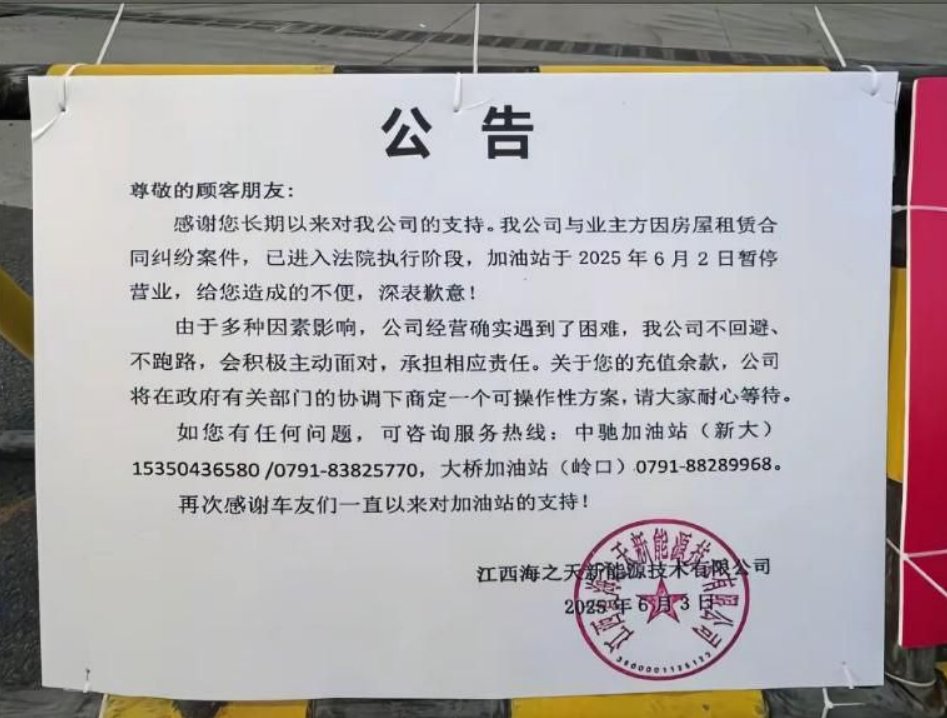 公 告
尊敬的顾客朋友:
感谢您长期以来对我公司的支持。我公司与业主方因房屋租赁合
同纠纷案件，已进入法院执行阶段，加油站于 2025 年 6 月 2 日暂停
营业，给您造成的不便，深表歉意！
由于多种因素影响，公司经营确实遇到了困难，我公司不回避、
不跑路，会积极主动面对，承担相应责任。关于您的充值余款，公司
将在政府有关部门的协调下商定一个可操作性方案，请大家耐心等待。
如您有任何问题，可咨询服务热线：中驰加油站（新大）
15350436580 /0791-83825770，大桥加油站（岭口）0791-88289968。
再次感谢车友们一直以来对加油站的支持！
江西海之天新能源技术有限公司
2025 年 6 月 3 日
江西海之天新能源技术有限公司